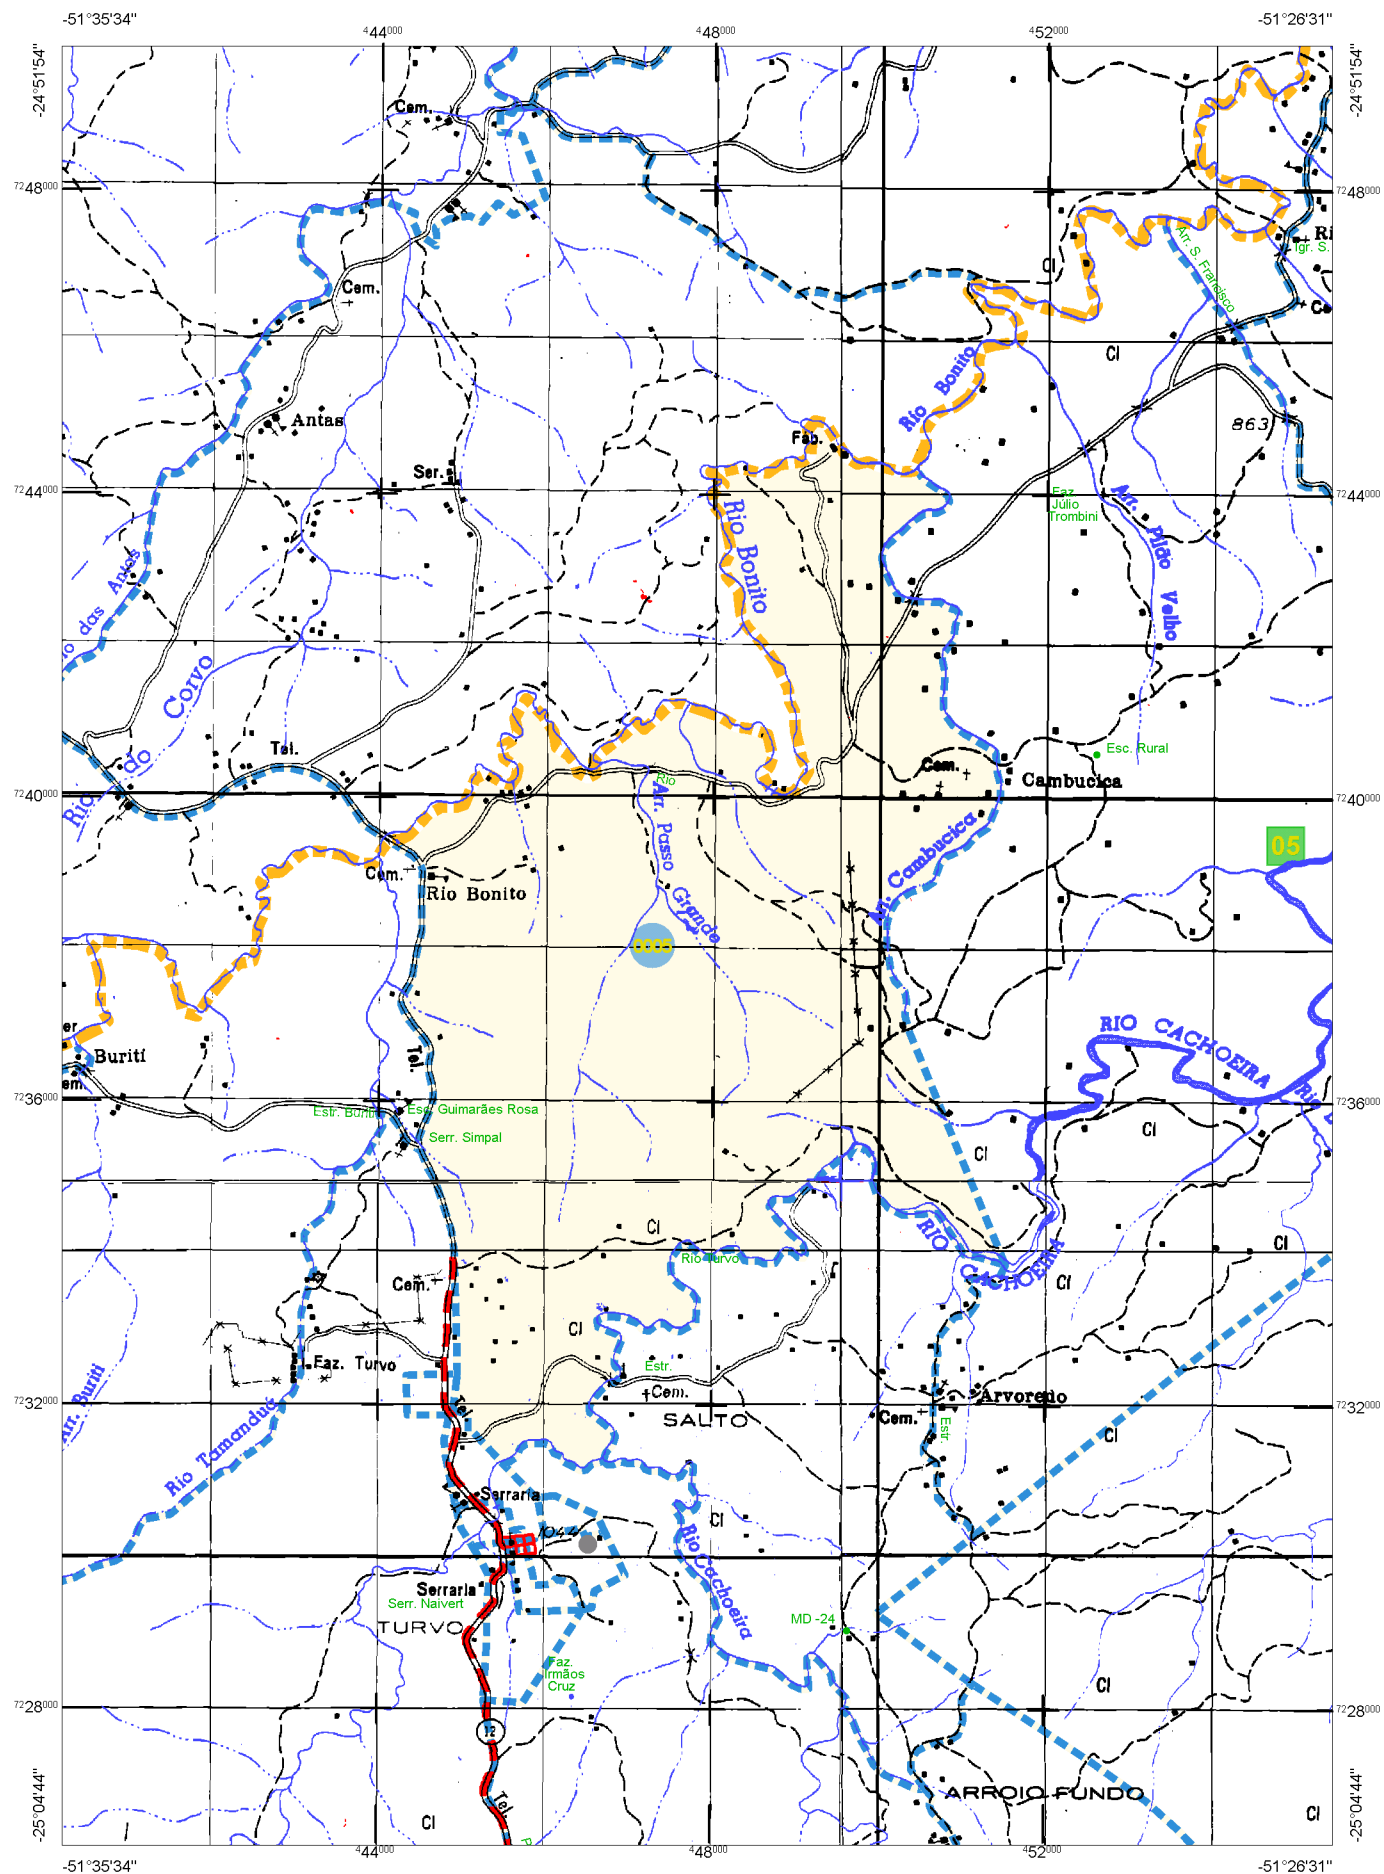 -51°35'34"
-51°26'31"
444000
448000
452000
-24°51'54"
-24°51'54"
Cem.
7248000
7248000
Arr. S. Francisco
Igr. S.
CI
Cem.
CI
Rio Bonito
863
Antas
Fáb.
Ser.
7244000
7244000
Faz.
Júlio
Trombini
Arr. Pilão Velho
Rio Bonito
das Antas
Corvo
do
Rio
Tel.
Esc. Rural
Cem.
Cambucica
Rio
7240000
7240000
Arr. Passo Grande
Arr. Cambucica
05
Cem.
Rio Bonito
0005
RIO CACHOEIRA
er.
Buriti
em.
Tel.
7236000
7236000
Estr. Buriti
Esc. Guimarães Rosa
Serr. Simpal
CI
CI
CI
RIO CACHOEIRA
CI
Rio Turvo
Cem.
CI
CI
Faz. Turvo
Estr.
Cem.
Arvoredo
Arr. Buriti
7232000
7232000
SALTO
Cem.
Estr.
Tel.
CI
Rio Tamanduá
Serraria
CI
1044
Rio Cachoeira
Serraria
Serr. Naivert
TURVO
MD -24
Faz.
Irmãos
Cruz
CI
7228000
7228000
12
ARROIO FUNDO
Tel.
CI
CI
-25°04'44"
-25°04'44"
444000
448000
452000
-51°35'34"
-51°26'31"